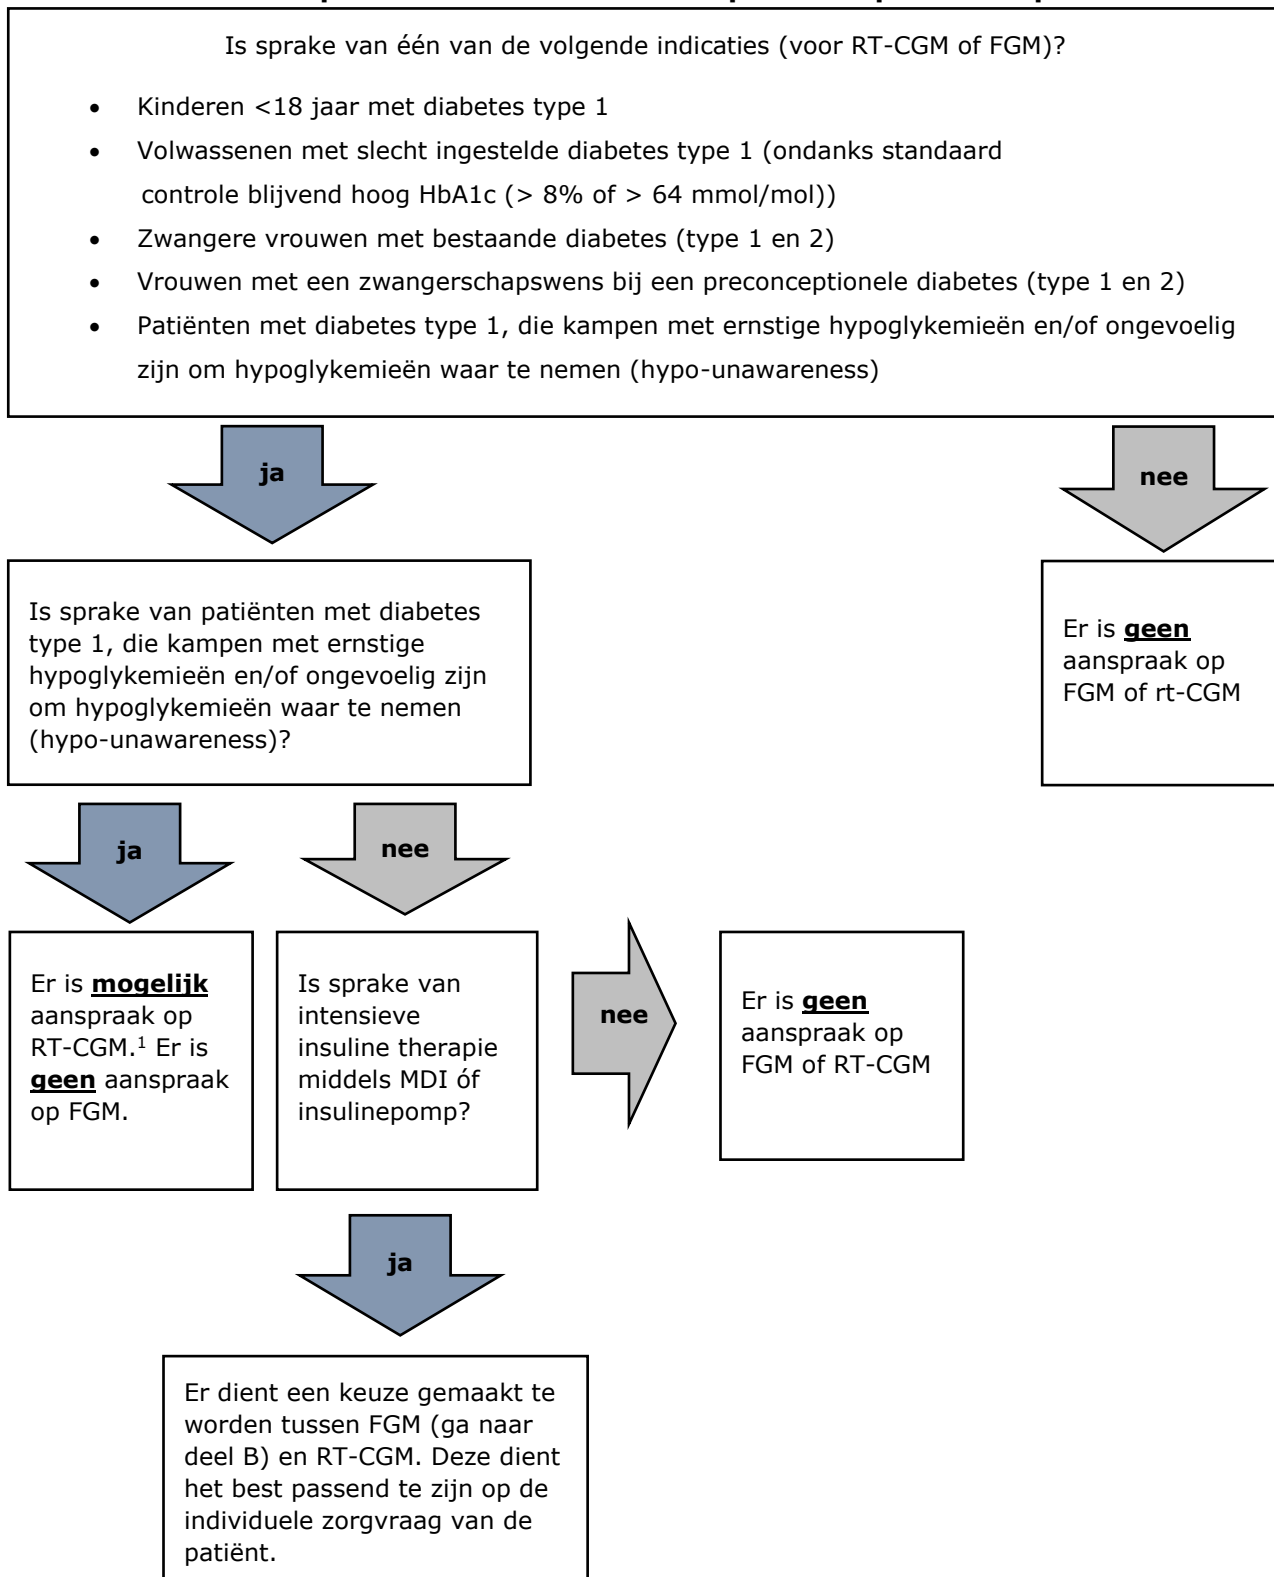 Is sprake van één van de volgende indicaties (voor RT-CGM of FGM)?
• Kinderen <18 jaar met diabetes type 1
• Volwassenen met slecht ingestelde diabetes type 1 (ondanks standaard
controle blijvend hoog HbA1c (> 8% of > 64 mmol/mol))
• Zwangere vrouwen met bestaande diabetes (type 1 en 2)
• Vrouwen met een zwangerschapswens bij een preconceptionele diabetes (type 1 en 2)
• Patiënten met diabetes type 1, die kampen met ernstige hypoglykemieën en/of ongevoelig
zijn om hypoglykemieën waar te nemen (hypo-unawareness)
ja
nee
Is sprake van patiënten met diabetes
type 1, die kampen met ernstige
hypoglykemieën en/of ongevoelig zijn
om hypoglykemieën waar te nemen
(hypo-unawareness)?
Er is geen
aanspraak op
FGM of rt-CGM
ja
nee
Er is mogelijk
aanspraak op
RT-CGM.¹ Er is
geen aanspraak
op FGM.
Is sprake van
intensieve
insuline therapie
middels MDI óf
insulinepomp?
nee
Er is geen
aanspraak op
FGM of RT-CGM
ja
Er dient een keuze gemaakt te
worden tussen FGM (ga naar
deel B) en RT-CGM. Deze dient
het best passend te zijn op de
individuele zorgvraag van de
patiënt.